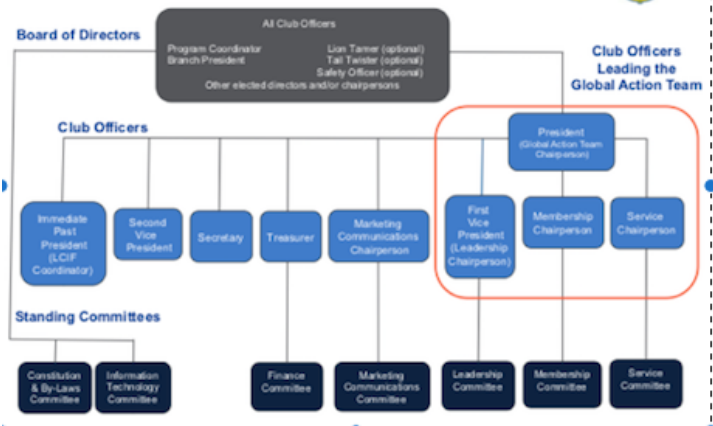 All Club Officers
Board of Directors
Program Coordinator
Branch President
Lion Tamer (optional)
Tail Twister (optional)
Safety Officer (optional)
Other elected directors and/or chairpersons
Club Officers
Leading the
Global Action Team
Club Officers
President
(Global Action Team
Chairperson)
Immediate
Past
President
(LCIF
Coordinator)
Second
Vice
President
Secretary
Treasurer
Marketing
Communications
Chairperson
First
Vice
President
(Leadership
Chairperson)
Membership
Chairperson
Service
Chairperson
Standing Committees
Constitution
& By-Laws
Committee
Information
Technology
Committee
Finance
Committee
Marketing
Communications
Committee
Leadership
Committee
Membership
Committee
Service
Committee